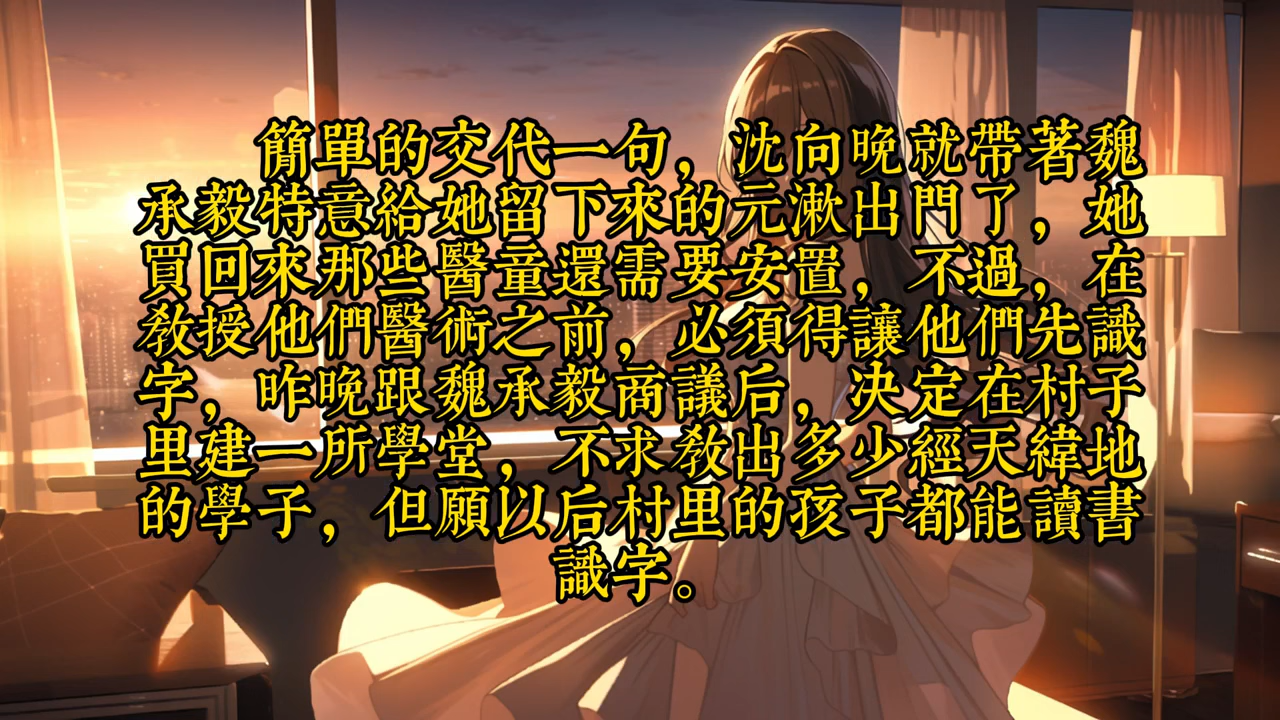 簡單的交代一句，沈向晚就帶著魏
承毅特意給她留下來的元漱出門了，她
買回來那些醫童還需要安置，不過，在
教授他們醫術之前，必須得讓他們先識
字，昨晚跟魏承毅商議后，决定在村子
里建一所學堂，不求教出多少經天緯地
的學子，但願以后村里的孩子都能讀書
識字。